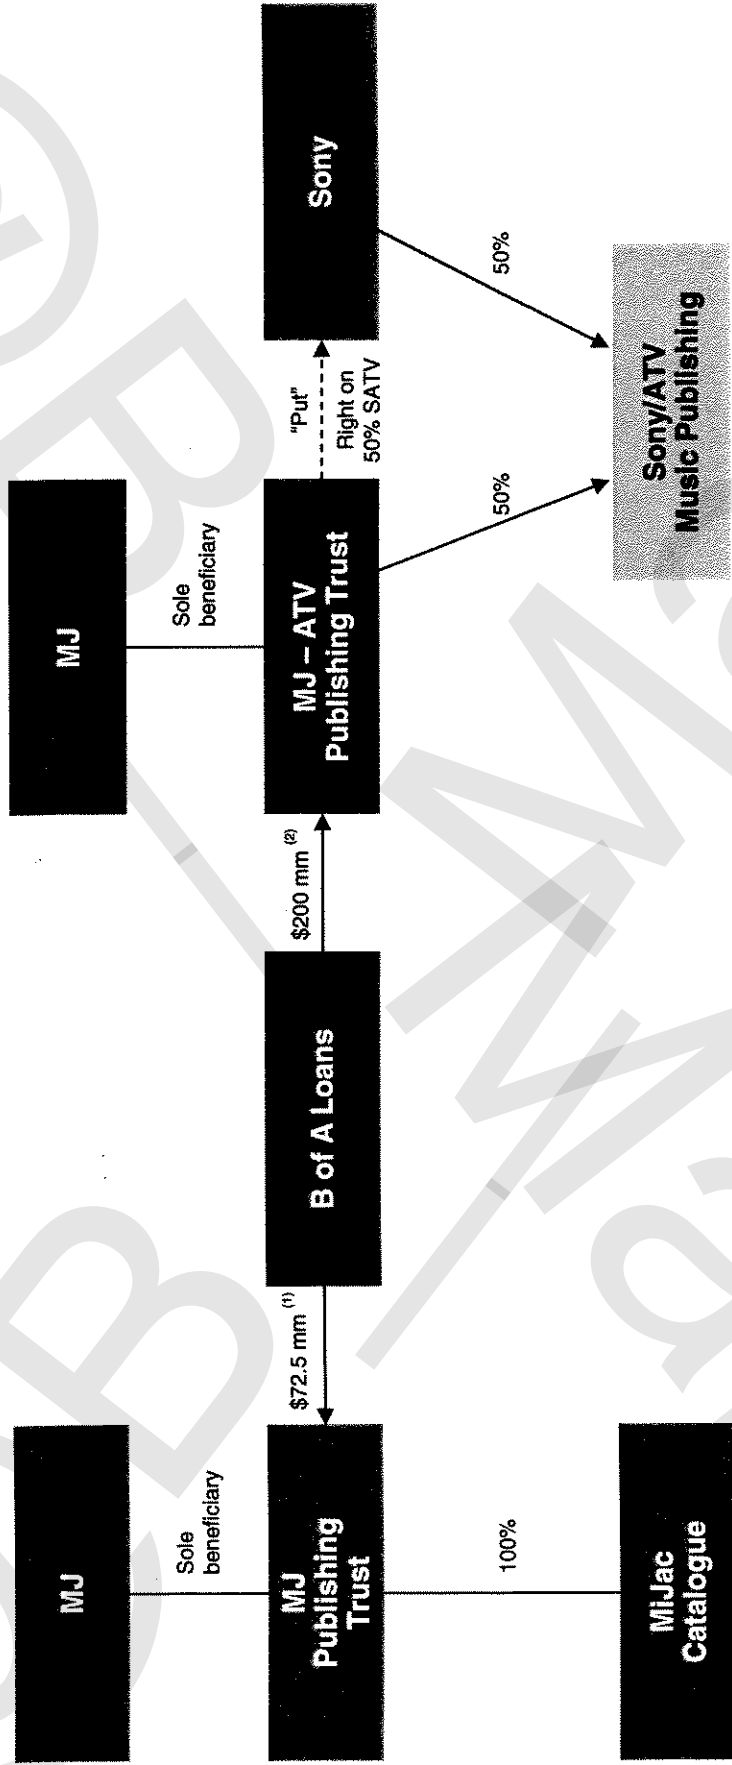 MJ
MJ
Sole
beneficiary
Sole
beneficiary
MJ
Publishing
Trust
$72.5 mm (1)
B of A Loans
$200 mm (2)
MJ – ATV
Publishing Trust
"Put"
Right on
50% SATV
Sony
100%
50%
50%
MiJac
Catalogue
Sony/ATV
Music Publishing